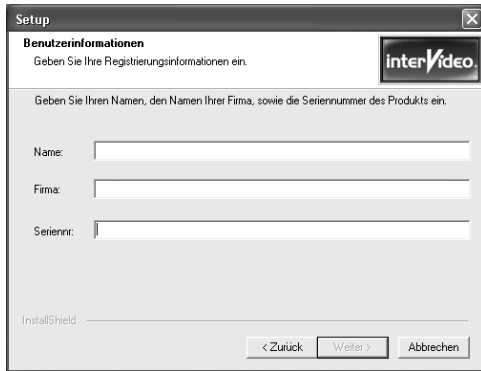 Setup
Benutzerinformationen
Geben Sie Ihre Registrierungsinformationen ein.
interVideo.
Geben Sie Ihren Namen, den Namen Ihrer Firma, sowie die Seriennummer des Produkts ein.
Name:
Firma:
Seriennr:
InstallShield
< Zurück Weiter > Abbrechen